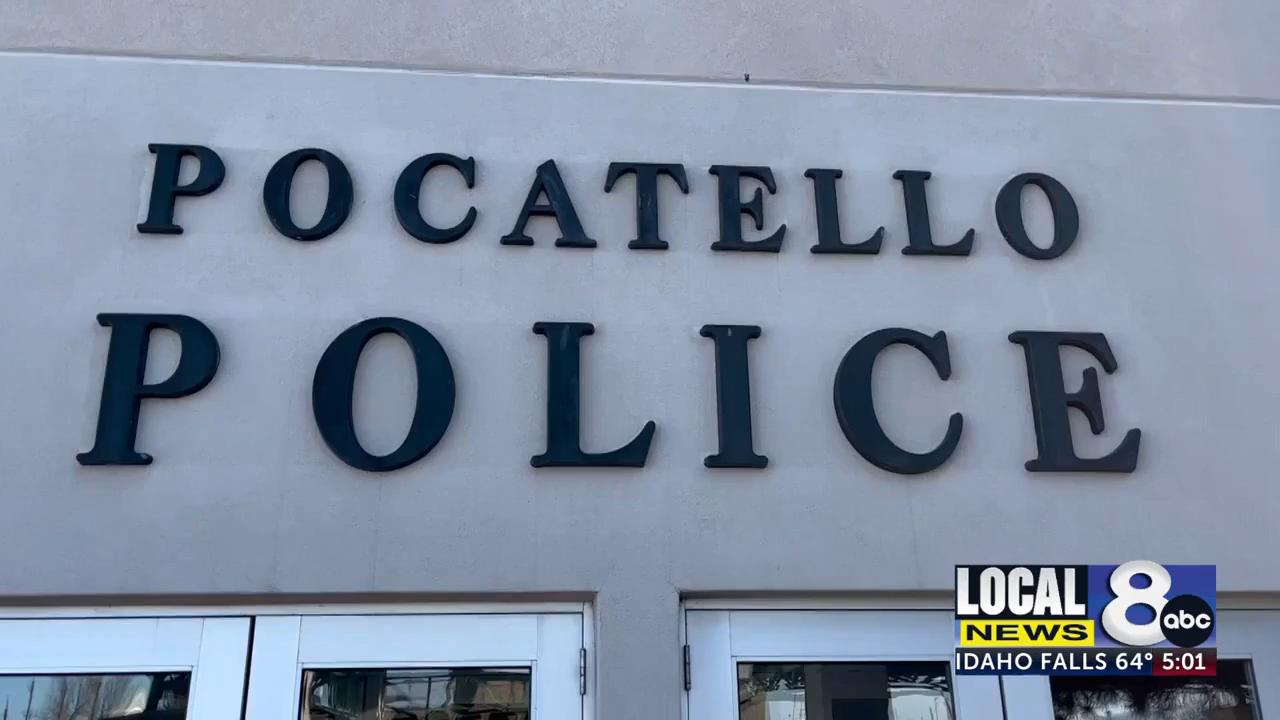 POCATELLO
POLICE
LOCAL
NEWS
8
abc
IDAHO FALLS 64° 5:01